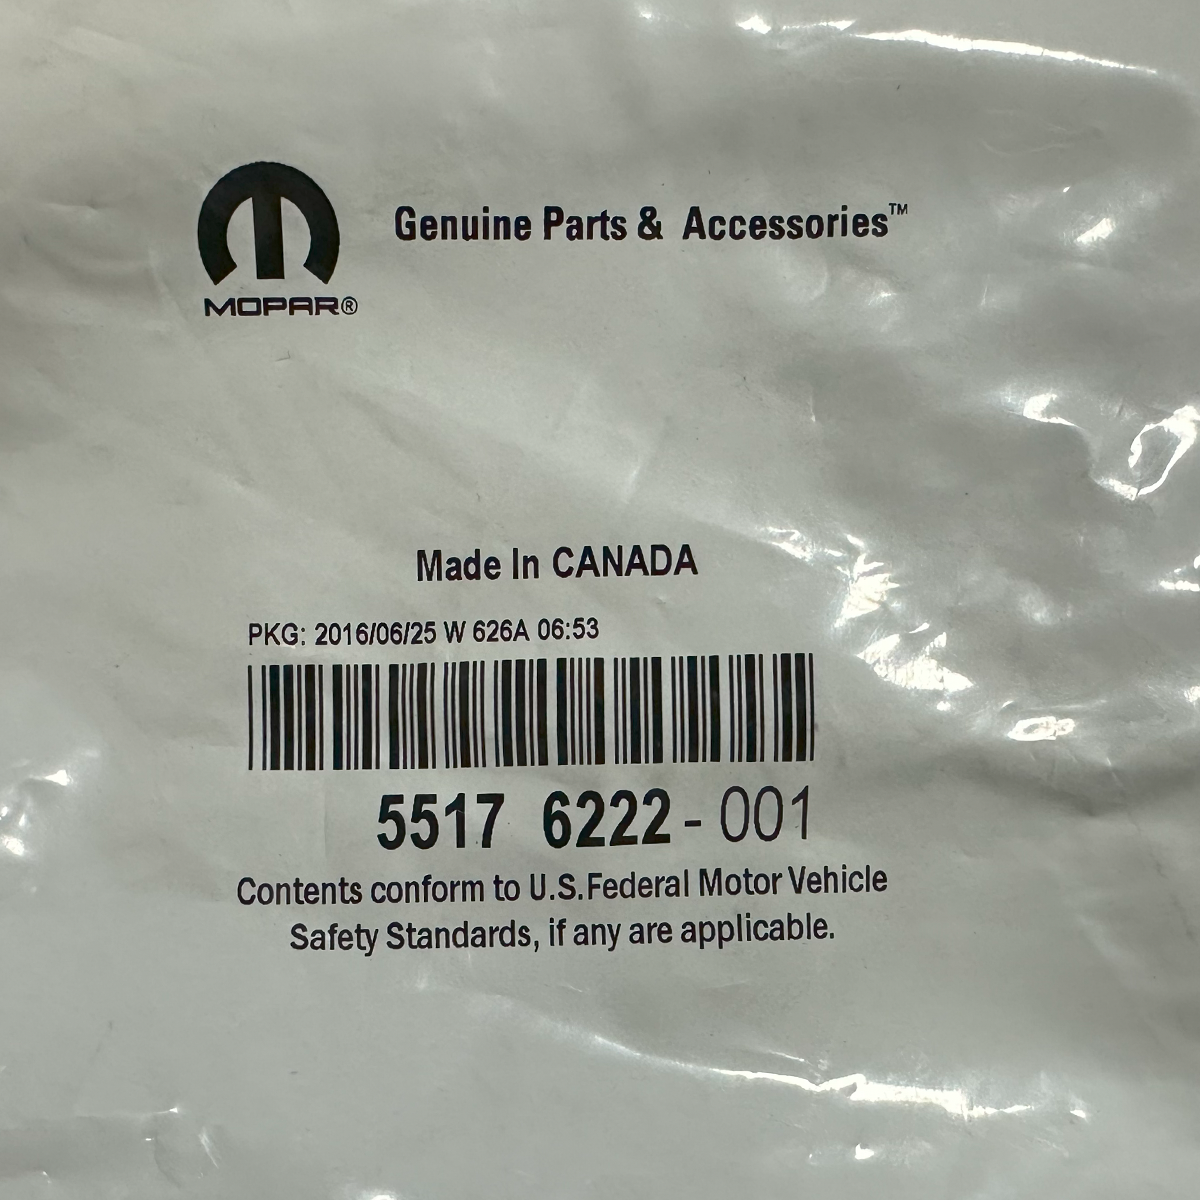 Genuine Parts & Accessories™
MOPAR®
Made In CANADA
PKG: 2016/06/25 W 626A 06:53
5517 6222-001
Contents conform to U.S.Federal Motor Vehicle
Safety Standards, if any are applicable.